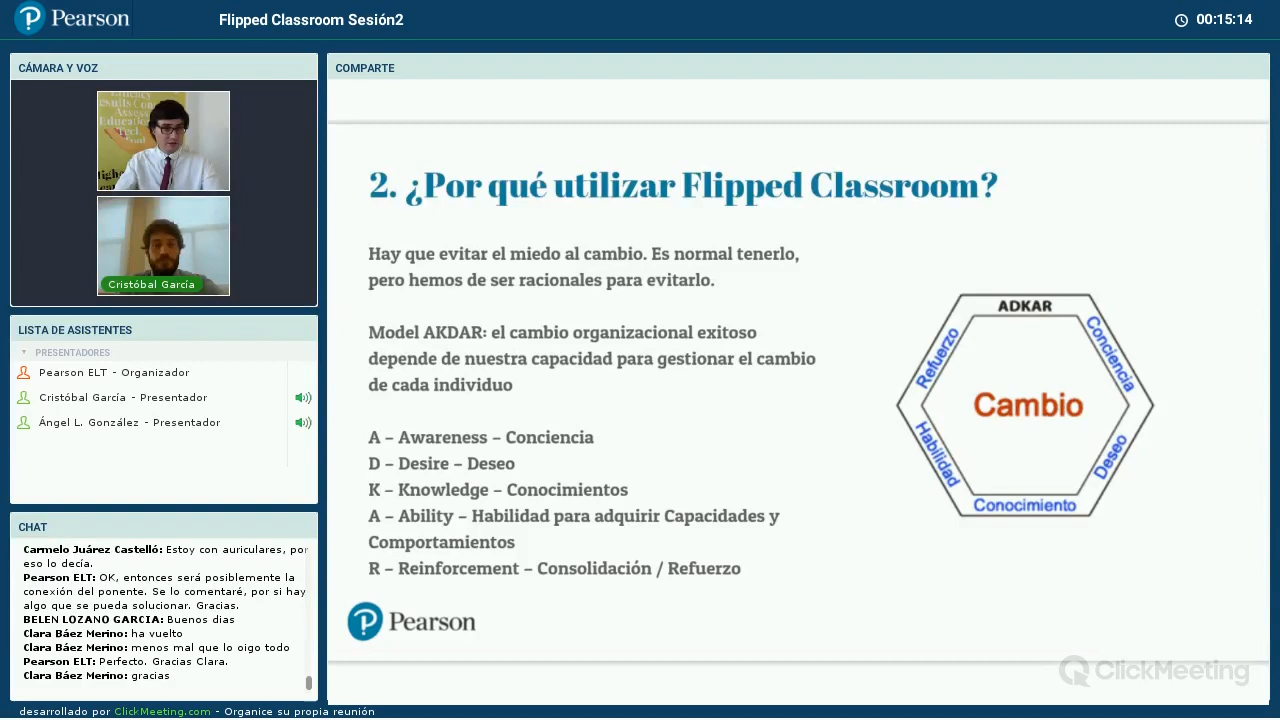 Pearson
Flipped Classroom Sesión2
00:15:14
CÁMARA Y VOZ
Results
Assess
Education
Tech
Cristóbal García
LISTA DE ASISTENTES
PRESENTADORES
Pearson ELT - Organizador
Cristóbal García - Presentador
Ángel L. González - Presentador
CHAT
Carmelo Juárez Castelló: Estoy con auriculares, por
eso lo decía.
Pearson ELT: OK, entonces será posiblemente la
conexión del ponente. Se lo comentaré, por si hay
algo que se pueda solucionar. Gracias.
BELEN LOZANO GARCIA: Buenos dias
Clara Báez Merino: ha vuelto
Clara Báez Merino: menos mal que lo oigo todo
Pearson ELT: Perfecto. Gracias Clara.
Clara Báez Merino: gracias
COMPARTE
2. ¿Por qué utilizar Flipped Classroom?
Hay que evitar el miedo al cambio. Es normal tenerlo,
pero hemos de ser racionales para evitarlo.
Model AKDAR: el cambio organizacional exitoso
depende de nuestra capacidad para gestionar el cambio
de cada individuo
A – Awareness – Conciencia
D – Desire – Deseo
K – Knowledge – Conocimientos
A – Ability – Habilidad para adquirir Capacidades y
Comportamientos
R – Reinforcement – Consolidación / Refuerzo
ADKAR
Conciencia
Deseo
Conocimiento
Habilidad
Refuerzo
Cambio
Pearson
ClickMeeting
desarrollado por ClickMeeting.com - Organice su propia reunión